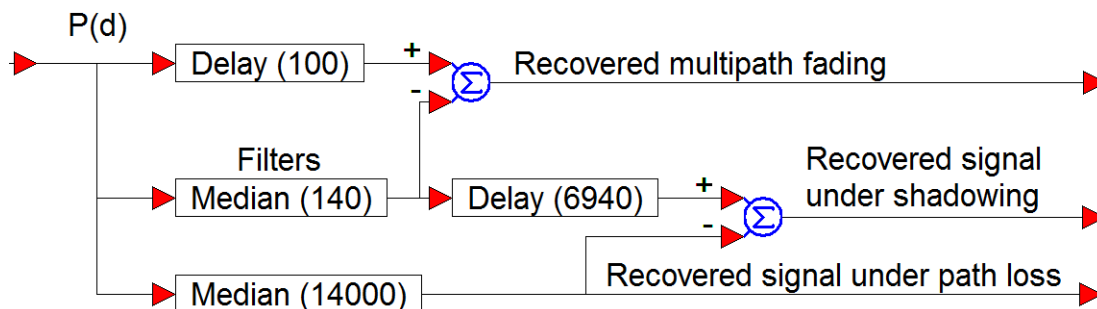 P(d)
Delay (100)
+
-
Σ
Recovered multipath fading
Filters
Median (140)
Delay (6940)
+
-
Σ
Recovered signal
under shadowing
Median (14000)
Recovered signal under path loss